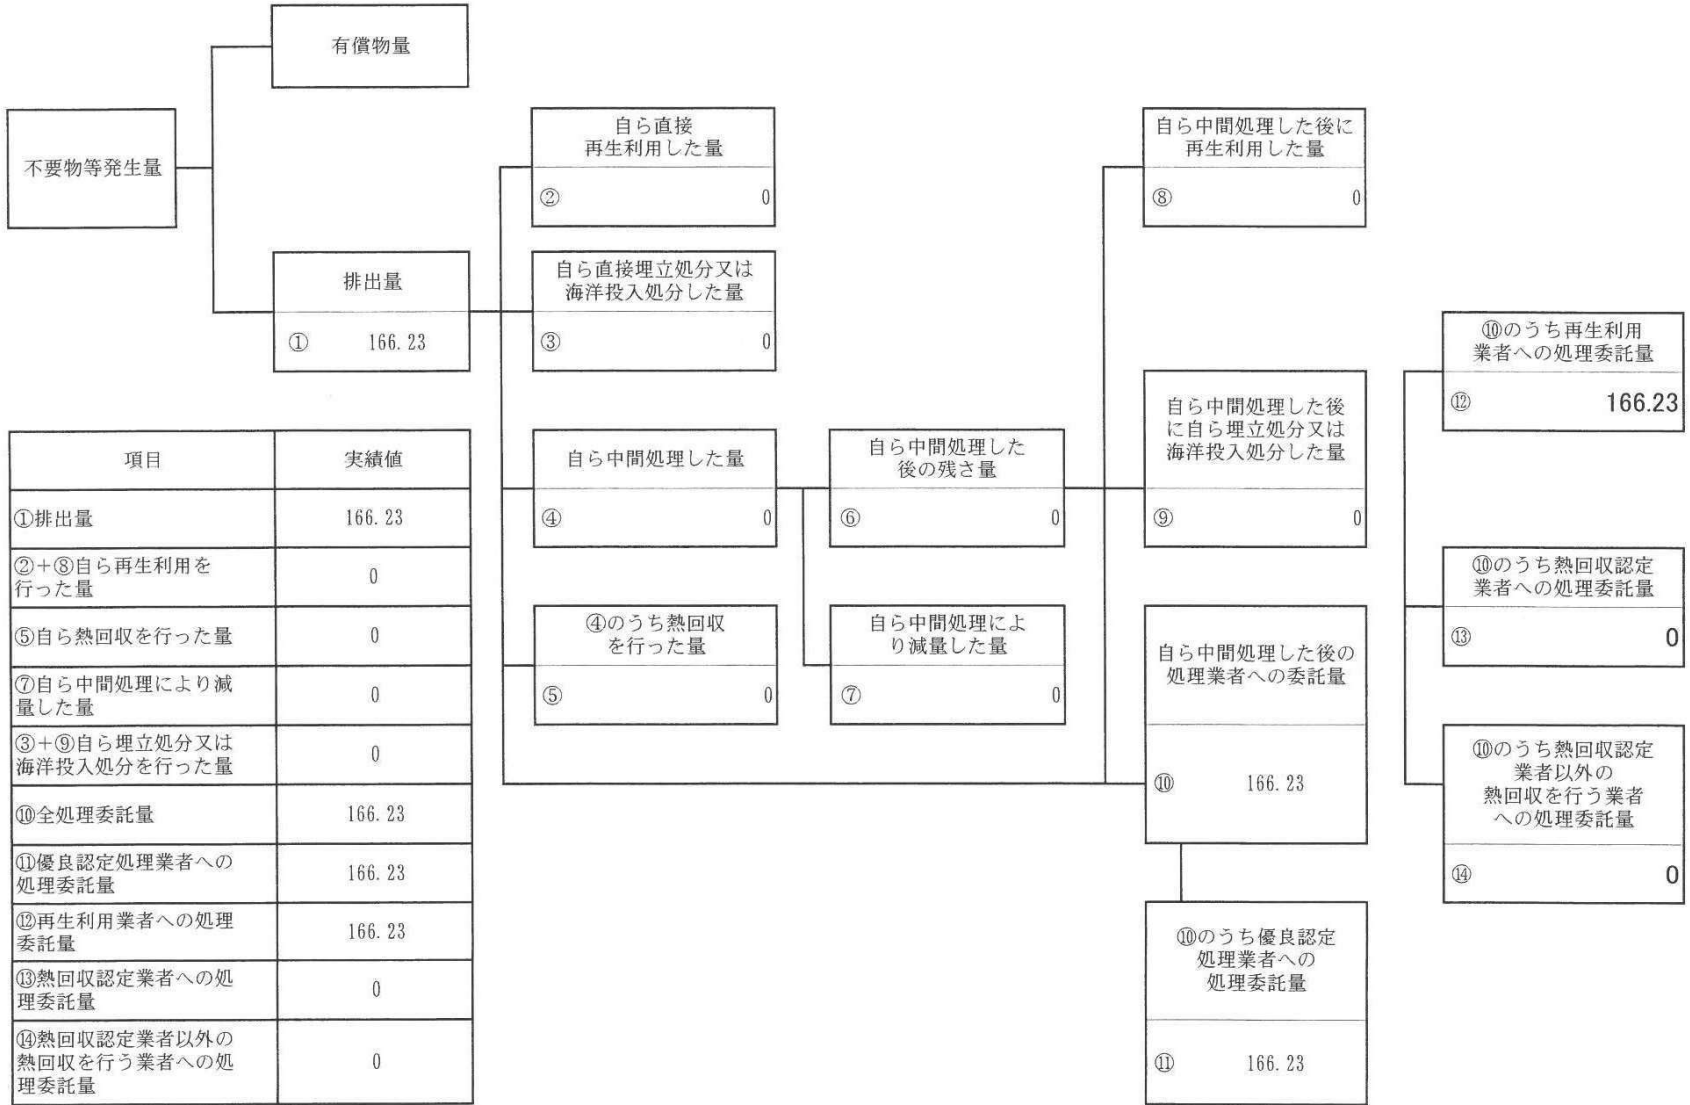 有償物量
不要物等発生量
排出量
① 166.23
自ら直接
再生利用した量
② 0
自ら直接埋立処分又は
海洋投入処分した量
③ 0
自ら中間処理した量
④ 0
④のうち熱回収
を行った量
⑤ 0
自ら中間処理した
後の残さ量
⑥ 0
自ら中間処理によ
り減量した量
⑦ 0
自ら中間処理した後に
再生利用した量
⑧ 0
自ら中間処理した後
に自ら埋立処分又は
海洋投入処分した量
⑨ 0
自ら中間処理した後の
処理業者への委託量
⑩ 166.23
⑩のうち優良認定
処理業者への
処理委託量
⑪ 166.23
⑩のうち再生利用
業者への処理委託量
⑫ 166.23
⑩のうち熱回収認定
業者への処理委託量
⑬ 0
⑩のうち熱回収認定
業者以外の
熱回収を行う業者
への処理委託量
⑭ 0
項目 実績値
①排出量 166.23
②＋⑧自ら再生利用を
行った量 0
⑤自ら熱回収を行った量 0
⑦自ら中間処理により減
量した量 0
③＋⑨自ら埋立処分又は
海洋投入処分を行った量 0
⑩全処理委託量 166.23
⑪優良認定処理業者への
処理委託量 166.23
⑫再生利用業者への処理
委託量 166.23
⑬熱回収認定業者への処
理委託量 0
⑭熱回収認定業者以外の
熱回収を行う業者への処
理委託量 0